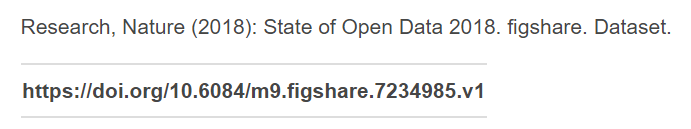 Research, Nature (2018): State of Open Data 2018. figshare. Dataset.
https://doi.org/10.6084/m9.figshare.7234985.v1